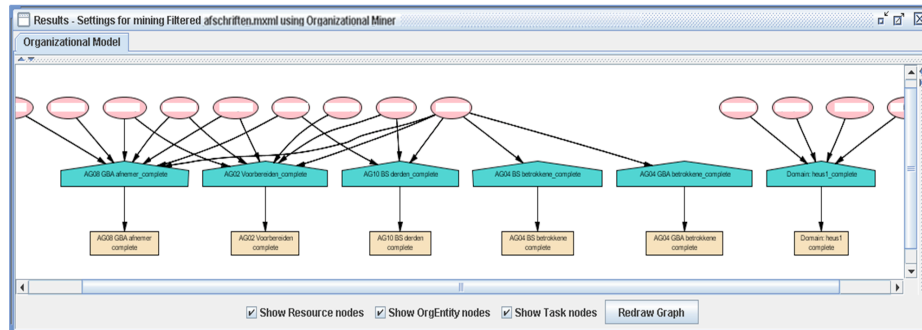 Results - Settings for mining Filtered afschriften.mxml using Organizational Miner
Organizational Model
AG08 GBA afnemer_complete
AG02 Voorbereiden_complete
AG10 BS derden_complete
AG04 BS betrokkene_complete
AG04 GBA betrokkene_complete
Domain: heus1_complete
AG08 GBA afnemer
complete
AG02 Voorbereiden
complete
AG10 BS derden
complete
AG04 BS betrokkene
complete
AG04 GBA betrokkene
complete
Domain: heus1
complete
Show Resource nodes
Show OrgEntity nodes
Show Task nodes
Redraw Graph